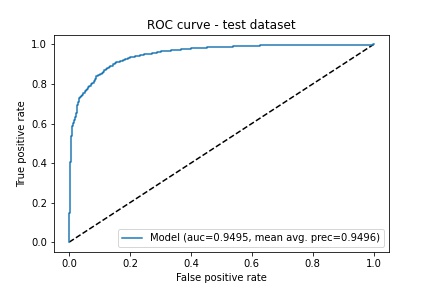 ROC curve - test dataset
1.0
0.8
0.6
0.4
0.2
0.0
True positive rate
Model (auc=0.9495, mean avg. prec=0.9496)
0.0 0.2 0.4 0.6 0.8 1.0
False positive rate